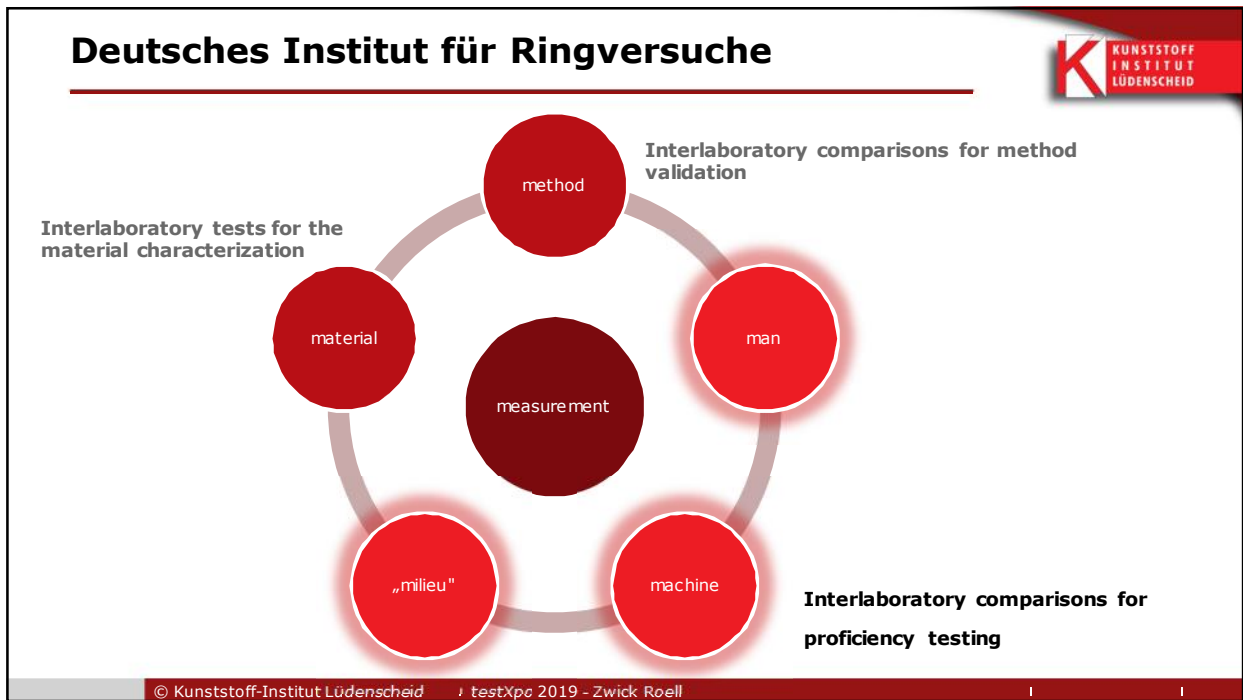 Deutsches Institut für Ringversuche
KUNSTSTOFF
INSTITUT
LÜDENSCHEID
Interlaboratory comparisons for method
validation
method
Interlaboratory tests for the
material characterization
man
material
measurement
„milieu"
machine
Interlaboratory comparisons for
proficiency testing
© Kunststoff-Institut Lüdenscheid testXpo 2019 - Zwick Roell